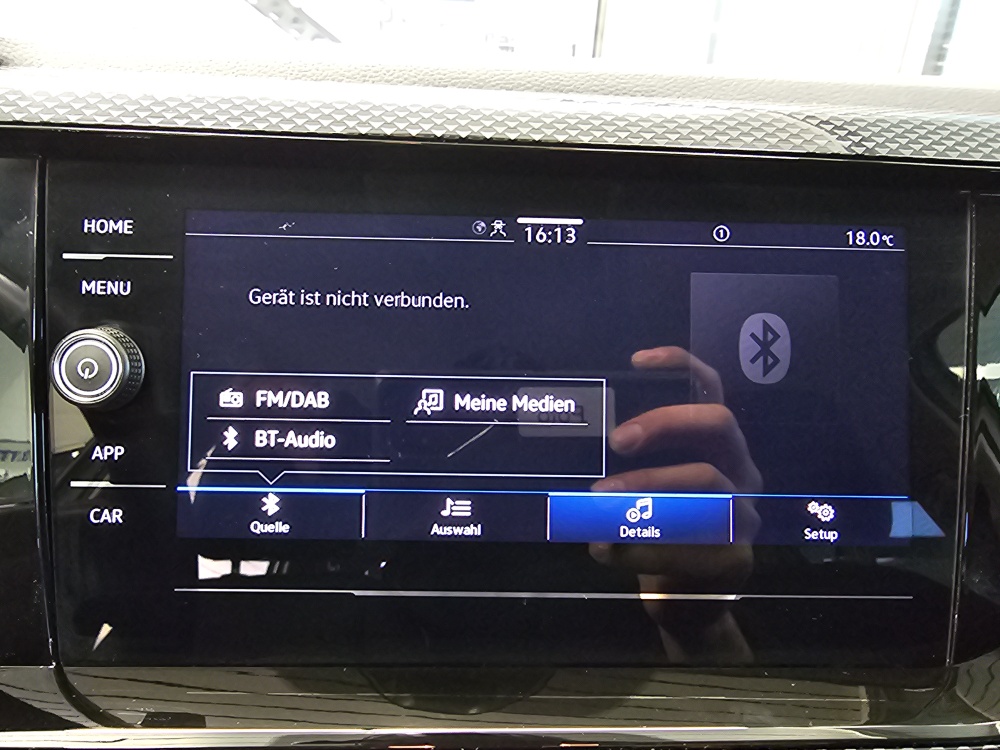 HOME
MENU
APP
CAR
16:13
1
18.0°C
Gerät ist nicht verbunden.
FM/DAB
Meine Medien
BT-Audio
Quelle
Auswahl
Details
Setup